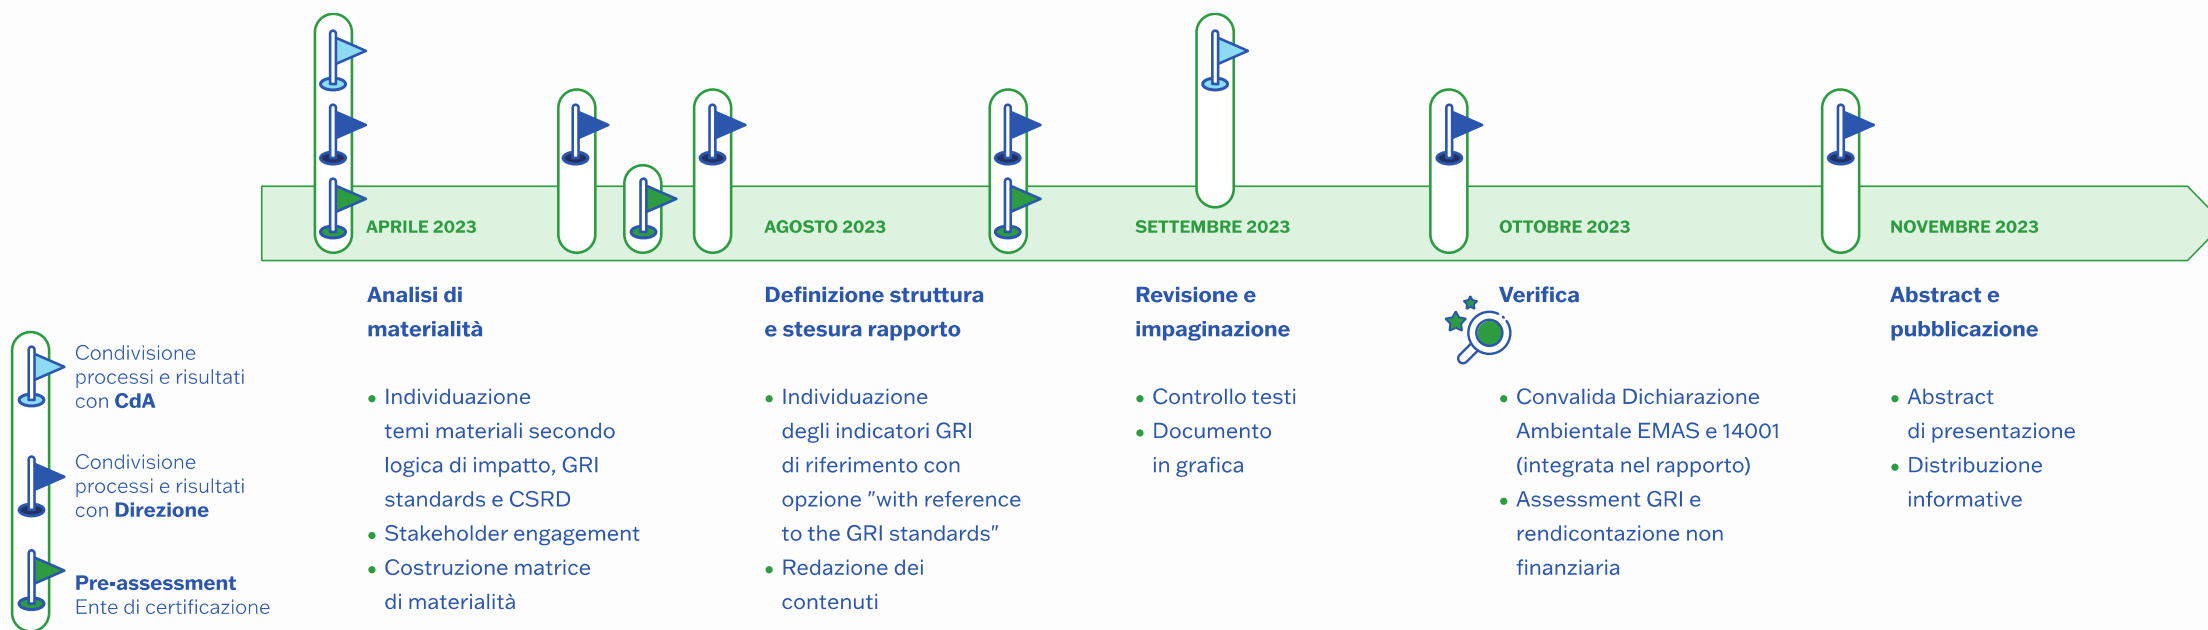 APRILE 2023
AGOSTO 2023
SETTEMBRE 2023
OTTOBRE 2023
NOVEMBRE 2023
Analisi di
materialità
Individuazione
temi materiali secondo
logica di impatto, GRI
standards e CSRD
Stakeholder engagement
Costruzione matrice
di materialità
Definizione struttura
e stesura rapporto
Individuazione
degli indicatori GRI
di riferimento con
opzione "with reference
to the GRI standards"
Redazione dei
contenuti
Revisione e
impaginazione
Controllo testi
Documento
in grafica
Verifica
Convalida Dichiarazione
Ambientale EMAS e 14001
(integrata nel rapporto)
Assessment GRI e
rendicontazione non
finanziaria
Abstract e
pubblicazione
Abstract
di presentazione
Distribuzione
informative
Condivisione
processi e risultati
con CdA
Condivisione
processi e risultati
con Direzione
Pre-assessment
Ente di certificazione